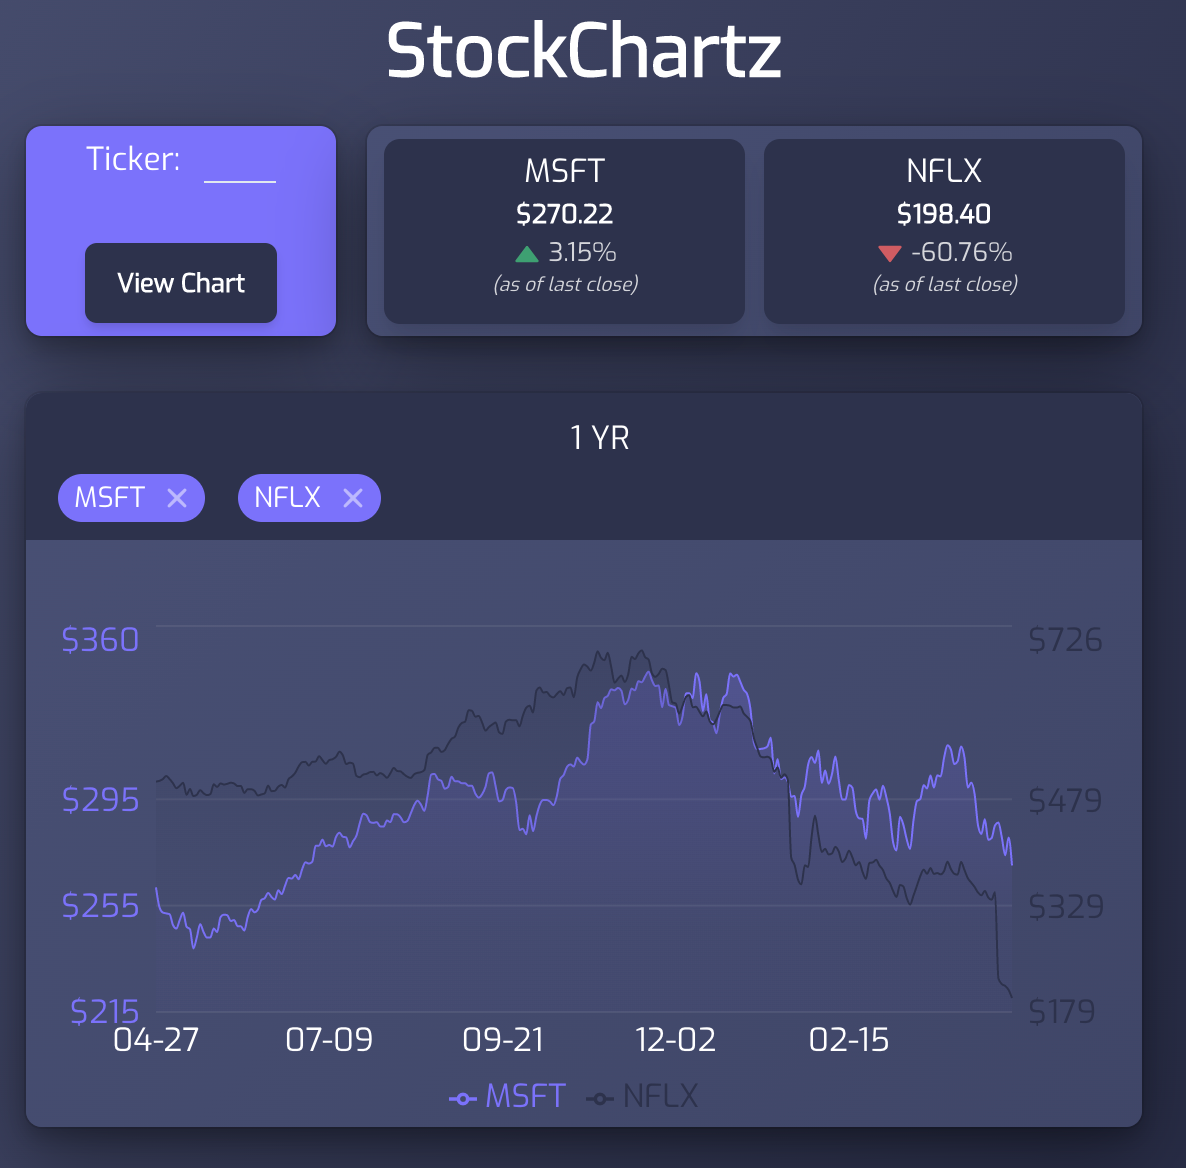 StockChartz
Ticker:
View Chart
MSFT
$270.22
3.15%
(as of last close)
NFLX
$198.40
-60.76%
(as of last close)
1 YR
MSFT
NFLX
$360
$726
$295
$479
$255
$329
$215
$179
04-27 07-09 09-21 12-02 02-15
MSFT NFLX